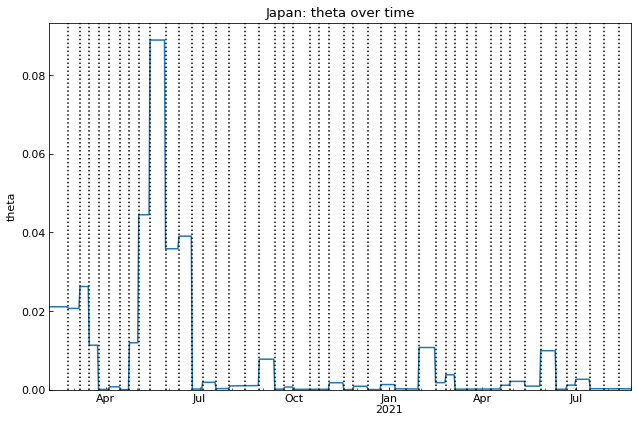 Japan: theta over time
theta
0.08
0.06
0.04
0.02
0.00
Apr
Jul
Oct
Jan
2021
Apr
Jul